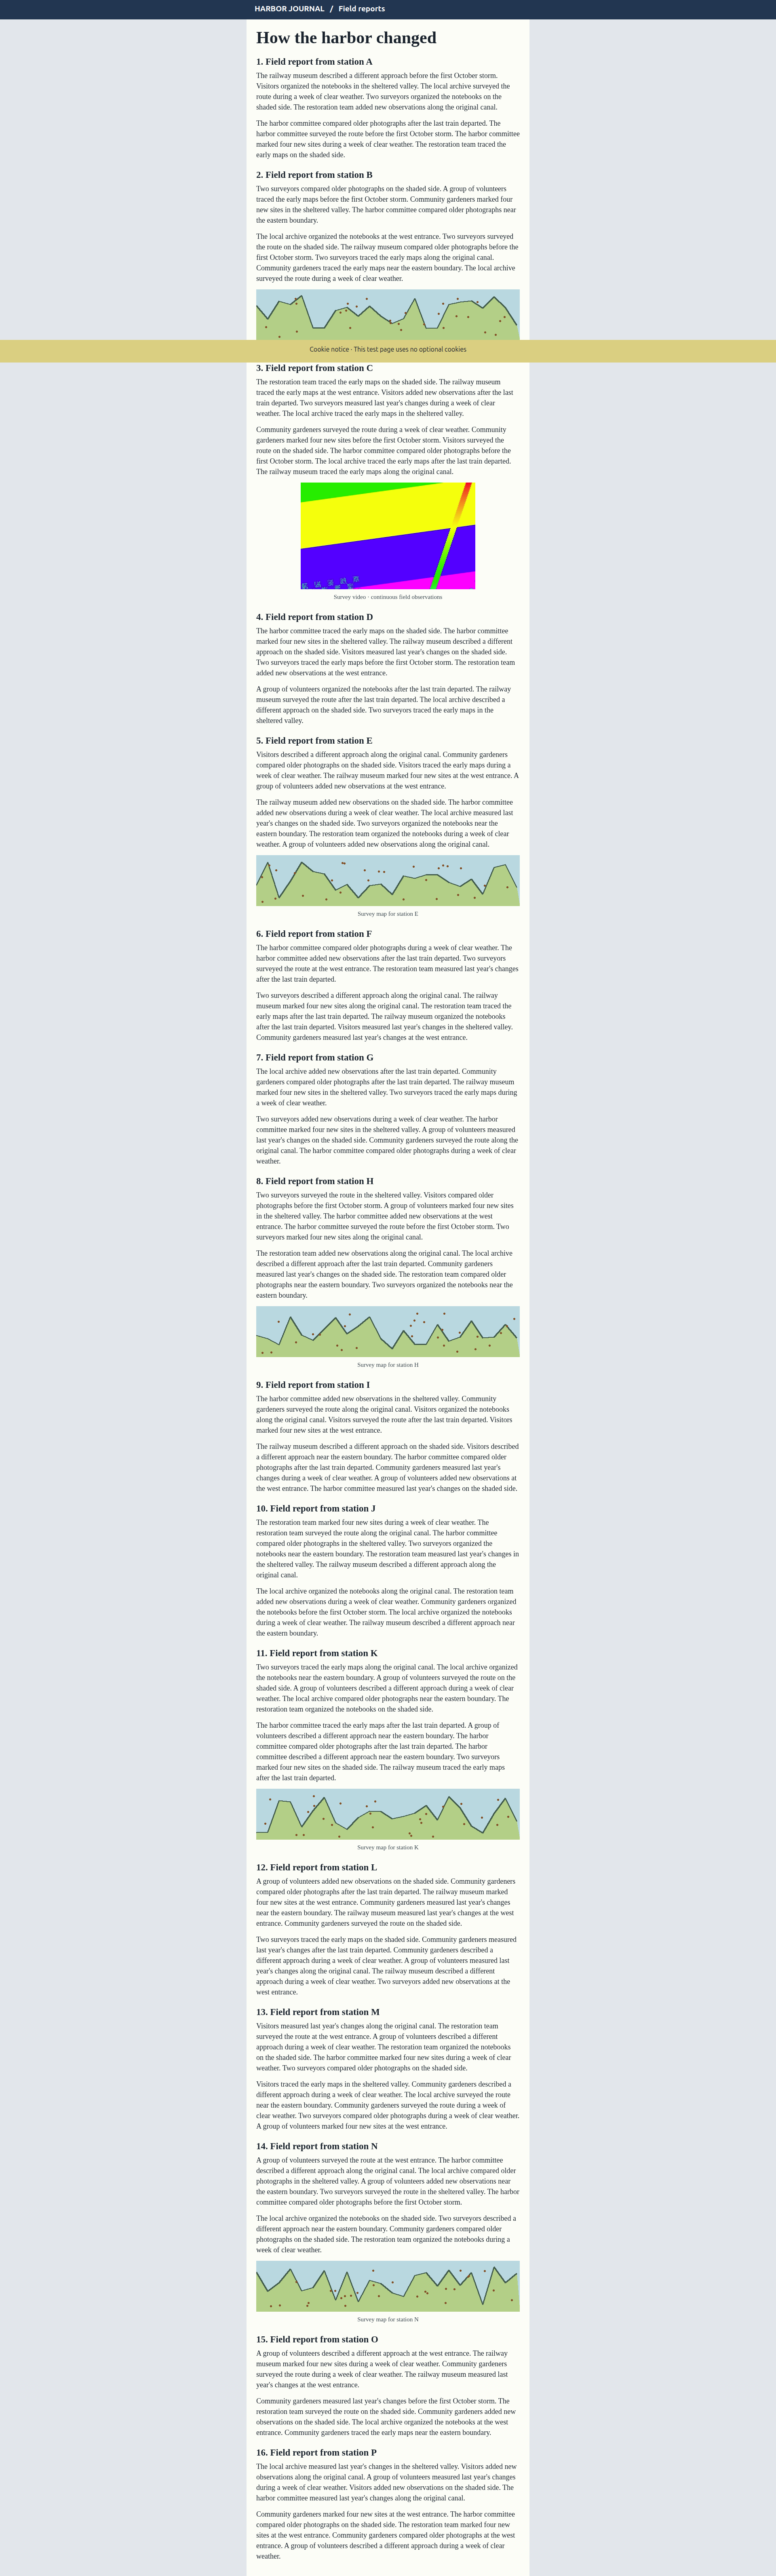 HARBOR JOURNAL / Field reports
How the harbor changed
1. Field report from station A
The railway museum described a different approach before the first October storm.
Visitors organized the notebooks in the sheltered valley. The local archive surveyed the
route during a week of clear weather. Two surveyors organized the notebooks on the
shaded side. The restoration team added new observations along the original canal.
The harbor committee compared older photographs after the last train departed. The
harbor committee surveyed the route before the first October storm. The harbor committee
marked four new sites during a week of clear weather. The restoration team traced the
early maps on the shaded side.
2. Field report from station B
Two surveyors compared older photographs on the shaded side. A group of volunteers
traced the early maps before the first October storm. Community gardeners marked four
new sites in the sheltered valley. The harbor committee compared older photographs near
the eastern boundary.
The local archive organized the notebooks at the west entrance. Two surveyors surveyed
the route on the shaded side. The railway museum compared older photographs before the
first October storm. Two surveyors traced the early maps along the original canal.
Community gardeners traced the early maps near the eastern boundary. The local archive
surveyed the route during a week of clear weather.
Cookie notice · This test page uses no optional cookies
3. Field report from station C
The restoration team traced the early maps on the shaded side. The railway museum
traced the early maps at the west entrance. Visitors added new observations after the last
train departed. Two surveyors measured last year's changes during a week of clear
weather. The local archive traced the early maps in the sheltered valley.
Community gardeners surveyed the route during a week of clear weather. Community
gardeners marked four new sites before the first October storm. Visitors surveyed the
route on the shaded side. The harbor committee compared older photographs before the
first October storm. The local archive traced the early maps after the last train departed.
The railway museum traced the early maps along the original canal.
Survey video · continuous field observations
4. Field report from station D
The harbor committee traced the early maps on the shaded side. The harbor committee
marked four new sites in the sheltered valley. The railway museum described a different
approach on the shaded side. Visitors measured last year's changes on the shaded side.
Two surveyors traced the early maps before the first October storm. The restoration team
added new observations at the west entrance.
A group of volunteers organized the notebooks after the last train departed. The railway
museum surveyed the route after the last train departed. The local archive described a
different approach on the shaded side. Two surveyors traced the early maps in the
sheltered valley.
5. Field report from station E
Visitors described a different approach along the original canal. Community gardeners
compared older photographs on the shaded side. Visitors traced the early maps during a
week of clear weather. The railway museum marked four new sites at the west entrance. A
group of volunteers added new observations at the west entrance.
The railway museum added new observations on the shaded side. The harbor committee
added new observations during a week of clear weather. The local archive measured last
year's changes on the shaded side. Two surveyors organized the notebooks near the
eastern boundary. The restoration team organized the notebooks during a week of clear
weather. A group of volunteers added new observations along the original canal.
Survey map for station E
6. Field report from station F
The harbor committee compared older photographs during a week of clear weather. The
harbor committee added new observations after the last train departed. Two surveyors
surveyed the route at the west entrance. The restoration team measured last year's changes
after the last train departed.
Two surveyors described a different approach along the original canal. The railway
museum marked four new sites along the original canal. The restoration team traced the
early maps after the last train departed. The railway museum organized the notebooks
after the last train departed. Visitors measured last year's changes in the sheltered valley.
Community gardeners measured last year's changes at the west entrance.
7. Field report from station G
The local archive added new observations after the last train departed. Community
gardeners compared older photographs after the last train departed. The railway museum
marked four new sites in the sheltered valley. Two surveyors traced the early maps during
a week of clear weather.
Two surveyors added new observations during a week of clear weather. The harbor
committee marked four new sites in the sheltered valley. A group of volunteers measured
last year's changes on the shaded side. Community gardeners surveyed the route along the
original canal. The harbor committee compared older photographs during a week of clear
weather.
8. Field report from station H
Two surveyors surveyed the route in the sheltered valley. Visitors compared older
photographs before the first October storm. A group of volunteers marked four new sites
in the sheltered valley. The harbor committee added new observations at the west
entrance. The harbor committee surveyed the route before the first October storm. Two
surveyors marked four new sites along the original canal.
The restoration team added new observations along the original canal. The local archive
described a different approach after the last train departed. Community gardeners
measured last year's changes on the shaded side. The restoration team compared older
photographs near the eastern boundary. Two surveyors organized the notebooks near the
eastern boundary.
Survey map for station H
9. Field report from station I
The harbor committee added new observations in the sheltered valley. Community
gardeners surveyed the route along the original canal. Visitors organized the notebooks
along the original canal. Visitors surveyed the route after the last train departed. Visitors
marked four new sites at the west entrance.
The railway museum described a different approach on the shaded side. Visitors described
a different approach near the eastern boundary. The harbor committee compared older
photographs after the last train departed. Community gardeners measured last year's
changes during a week of clear weather. A group of volunteers added new observations at
the west entrance. The harbor committee measured last year's changes on the shaded side.
10. Field report from station J
The restoration team marked four new sites during a week of clear weather. The
restoration team surveyed the route along the original canal. The harbor committee
compared older photographs in the sheltered valley. Two surveyors organized the
notebooks near the eastern boundary. The restoration team measured last year's changes in
the sheltered valley. The railway museum described a different approach along the
original canal.
The local archive organized the notebooks along the original canal. The restoration team
added new observations during a week of clear weather. Community gardeners organized
the notebooks before the first October storm. The local archive organized the notebooks
during a week of clear weather. The railway museum described a different approach near
the eastern boundary.
11. Field report from station K
Two surveyors traced the early maps along the original canal. The local archive organized
the notebooks near the eastern boundary. A group of volunteers surveyed the route on the
shaded side. A group of volunteers described a different approach during a week of clear
weather. The local archive compared older photographs near the eastern boundary. The
restoration team organized the notebooks on the shaded side.
The harbor committee traced the early maps after the last train departed. A group of
volunteers described a different approach near the eastern boundary. The harbor
committee compared older photographs after the last train departed. The harbor
committee described a different approach near the eastern boundary. Two surveyors
marked four new sites on the shaded side. The railway museum traced the early maps
after the last train departed.
Survey map for station K
12. Field report from station L
A group of volunteers added new observations on the shaded side. Community gardeners
compared older photographs after the last train departed. The railway museum marked
four new sites at the west entrance. Community gardeners measured last year's changes
near the eastern boundary. The railway museum measured last year's changes at the west
entrance. Community gardeners surveyed the route on the shaded side.
Two surveyors traced the early maps on the shaded side. Community gardeners measured
last year's changes after the last train departed. Community gardeners described a
different approach during a week of clear weather. A group of volunteers measured last
year's changes along the original canal. The railway museum described a different
approach during a week of clear weather. Two surveyors added new observations at the
west entrance.
13. Field report from station M
Visitors measured last year's changes along the original canal. The restoration team
surveyed the route at the west entrance. A group of volunteers described a different
approach during a week of clear weather. The restoration team organized the notebooks
on the shaded side. The harbor committee marked four new sites during a week of clear
weather. Two surveyors compared older photographs on the shaded side.
Visitors traced the early maps in the sheltered valley. Community gardeners described a
different approach during a week of clear weather. The local archive surveyed the route
near the eastern boundary. Community gardeners surveyed the route during a week of
clear weather. Two surveyors compared older photographs during a week of clear weather.
A group of volunteers marked four new sites at the west entrance.
14. Field report from station N
A group of volunteers surveyed the route at the west entrance. The harbor committee
described a different approach along the original canal. The local archive compared older
photographs in the sheltered valley. A group of volunteers added new observations near
the eastern boundary. Two surveyors surveyed the route in the sheltered valley. The harbor
committee compared older photographs before the first October storm.
The local archive organized the notebooks on the shaded side. Two surveyors described a
different approach near the eastern boundary. Community gardeners compared older
photographs on the shaded side. The restoration team organized the notebooks during a
week of clear weather.
Survey map for station N
15. Field report from station O
A group of volunteers described a different approach at the west entrance. The railway
museum marked four new sites during a week of clear weather. Community gardeners
surveyed the route during a week of clear weather. The railway museum measured last
year's changes at the west entrance.
Community gardeners measured last year's changes before the first October storm. The
restoration team surveyed the route on the shaded side. Community gardeners added new
observations on the shaded side. The local archive organized the notebooks at the west
entrance. Community gardeners traced the early maps near the eastern boundary.
16. Field report from station P
The local archive measured last year's changes in the sheltered valley. Visitors added new
observations along the original canal. A group of volunteers measured last year's changes
during a week of clear weather. Visitors added new observations on the shaded side. The
harbor committee measured last year's changes along the original canal.
Community gardeners marked four new sites at the west entrance. The harbor committee
compared older photographs on the shaded side. The restoration team marked four new
sites at the west entrance. Community gardeners compared older photographs at the west
entrance. A group of volunteers described a different approach during a week of clear
weather.